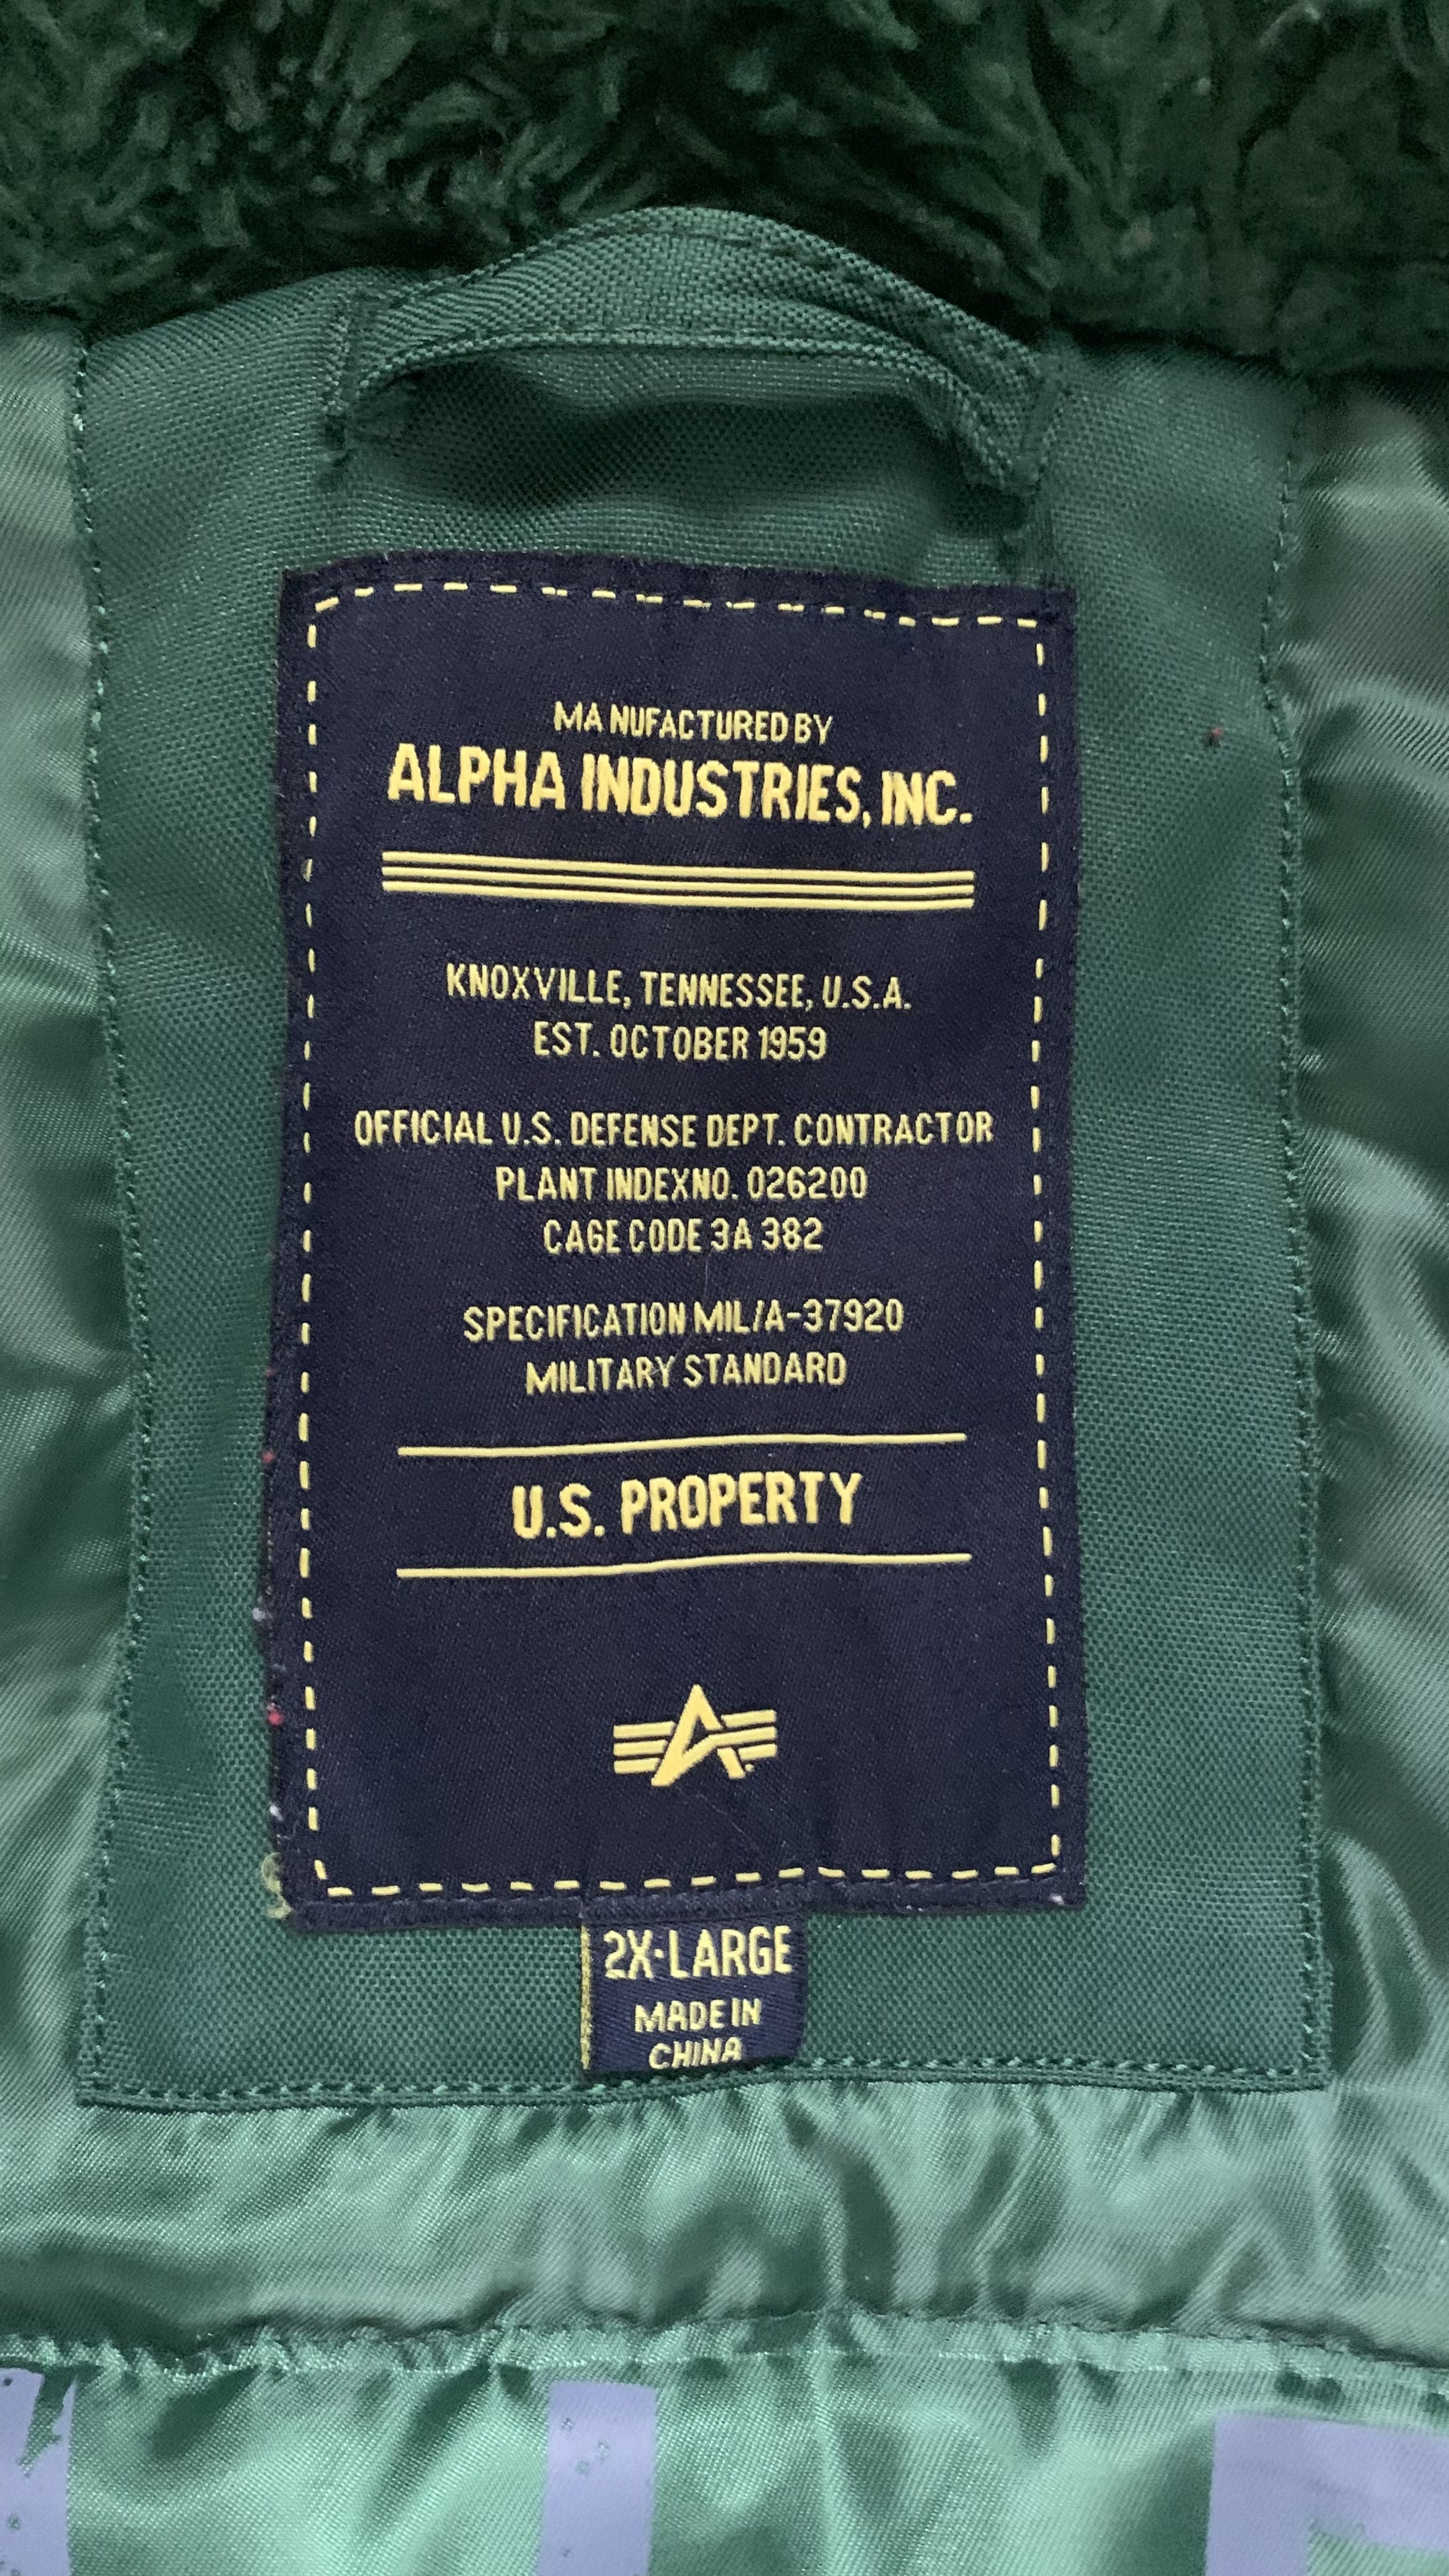 MA NUFACTURED BY
ALPHA INDUSTRIES, INC.
KNOXVILLE, TENNESSEE, U.S.A.
EST. OCTOBER 1959
OFFICIAL U.S. DEFENSE DEPT. CONTRACTOR
PLANT INDEXNO. 026200
CAGE CODE 3A 382
SPECIFICATION MIL/A-37920
MILITARY STANDARD
U.S. PROPERTY
2X-LARGE
MADE IN
CHINA